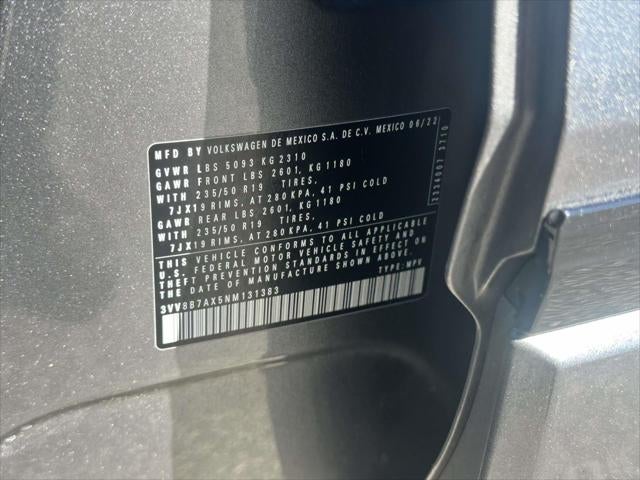 MFD BY VOLKSWAGEN DE MEXICO S.A. DE C.V. MEXICO 06/22
GVWR LBS 5093 KG 2310
GAWR FRONT LBS 2601, KG 1180
WITH 235/50 R19 TIRES,
7JX19 RIMS, AT 280 KPA, 41 PSI COLD
GAWR REAR LBS 2601, KG 1180
WITH 235/50 R19 TIRES,
7JX19 RIMS, AT 280 KPA, 41 PSI COLD
THIS VEHICLE CONFORMS TO ALL APPLICABLE
U.S. FEDERAL MOTOR VEHICLE SAFETY AND
THEFT PREVENTION STANDARDS IN EFFECT ON
THE DATE OF MANUFACTURE SHOWN ABOVE.
3VV8B7AX5NM131383 TYPE: MPV
7334007 3710